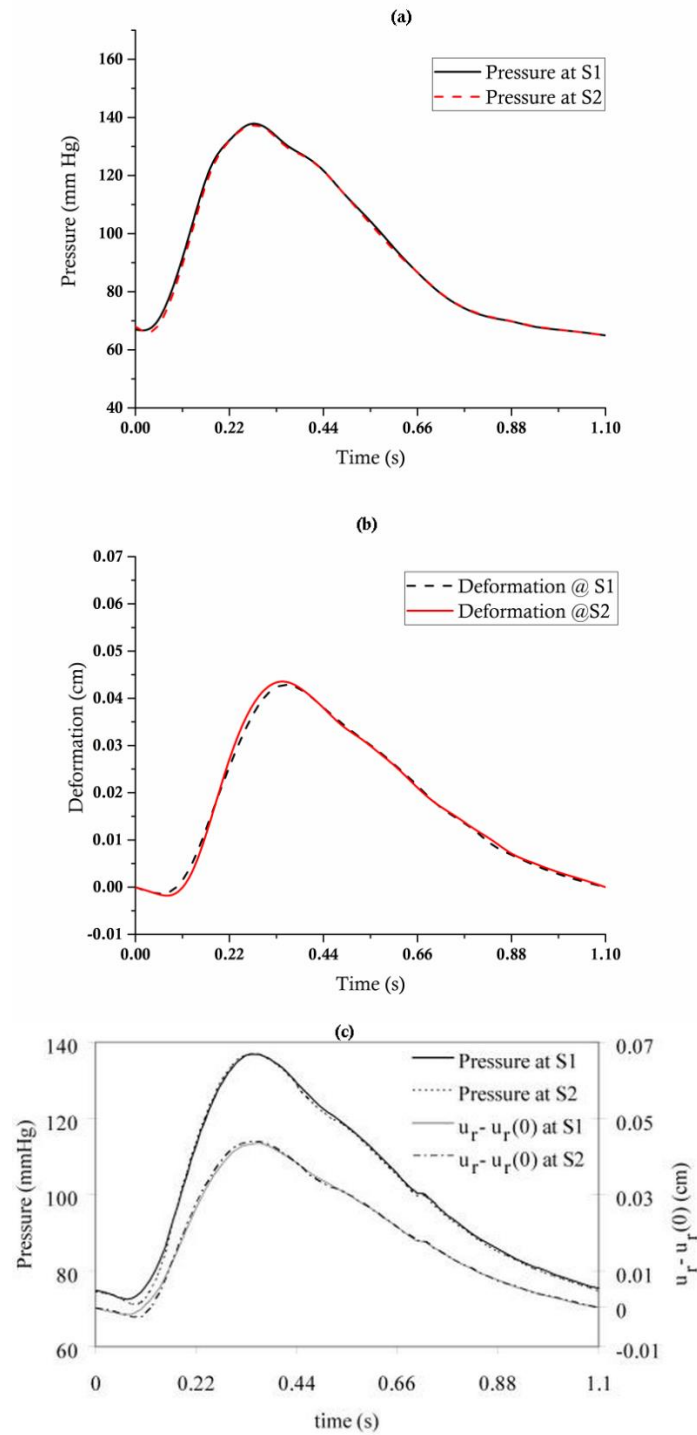 (a)
Pressure at S1
Pressure at S2
Pressure (mm Hg)
160
140
120
100
80
60
40
0.00 0.22 0.44 0.66 0.88 1.10
Time (s)
(b)
Deformation @ S1
Deformation @S2
Deformation (cm)
0.07
0.06
0.05
0.04
0.03
0.02
0.01
0.00
-0.01
0.00 0.22 0.44 0.66 0.88 1.10
Time (s)
(c)
Pressure at S1
Pressure at S2
u_r- u_r(0) at S1
u_r- u_r(0) at S2
Pressure (mmHg)
140
120
100
80
60
0.07
0.05
0.03
0.01
0
-0.01
u_r- u_r(0) (cm)
0 0.22 0.44 0.66 0.88 1.1
time (s)